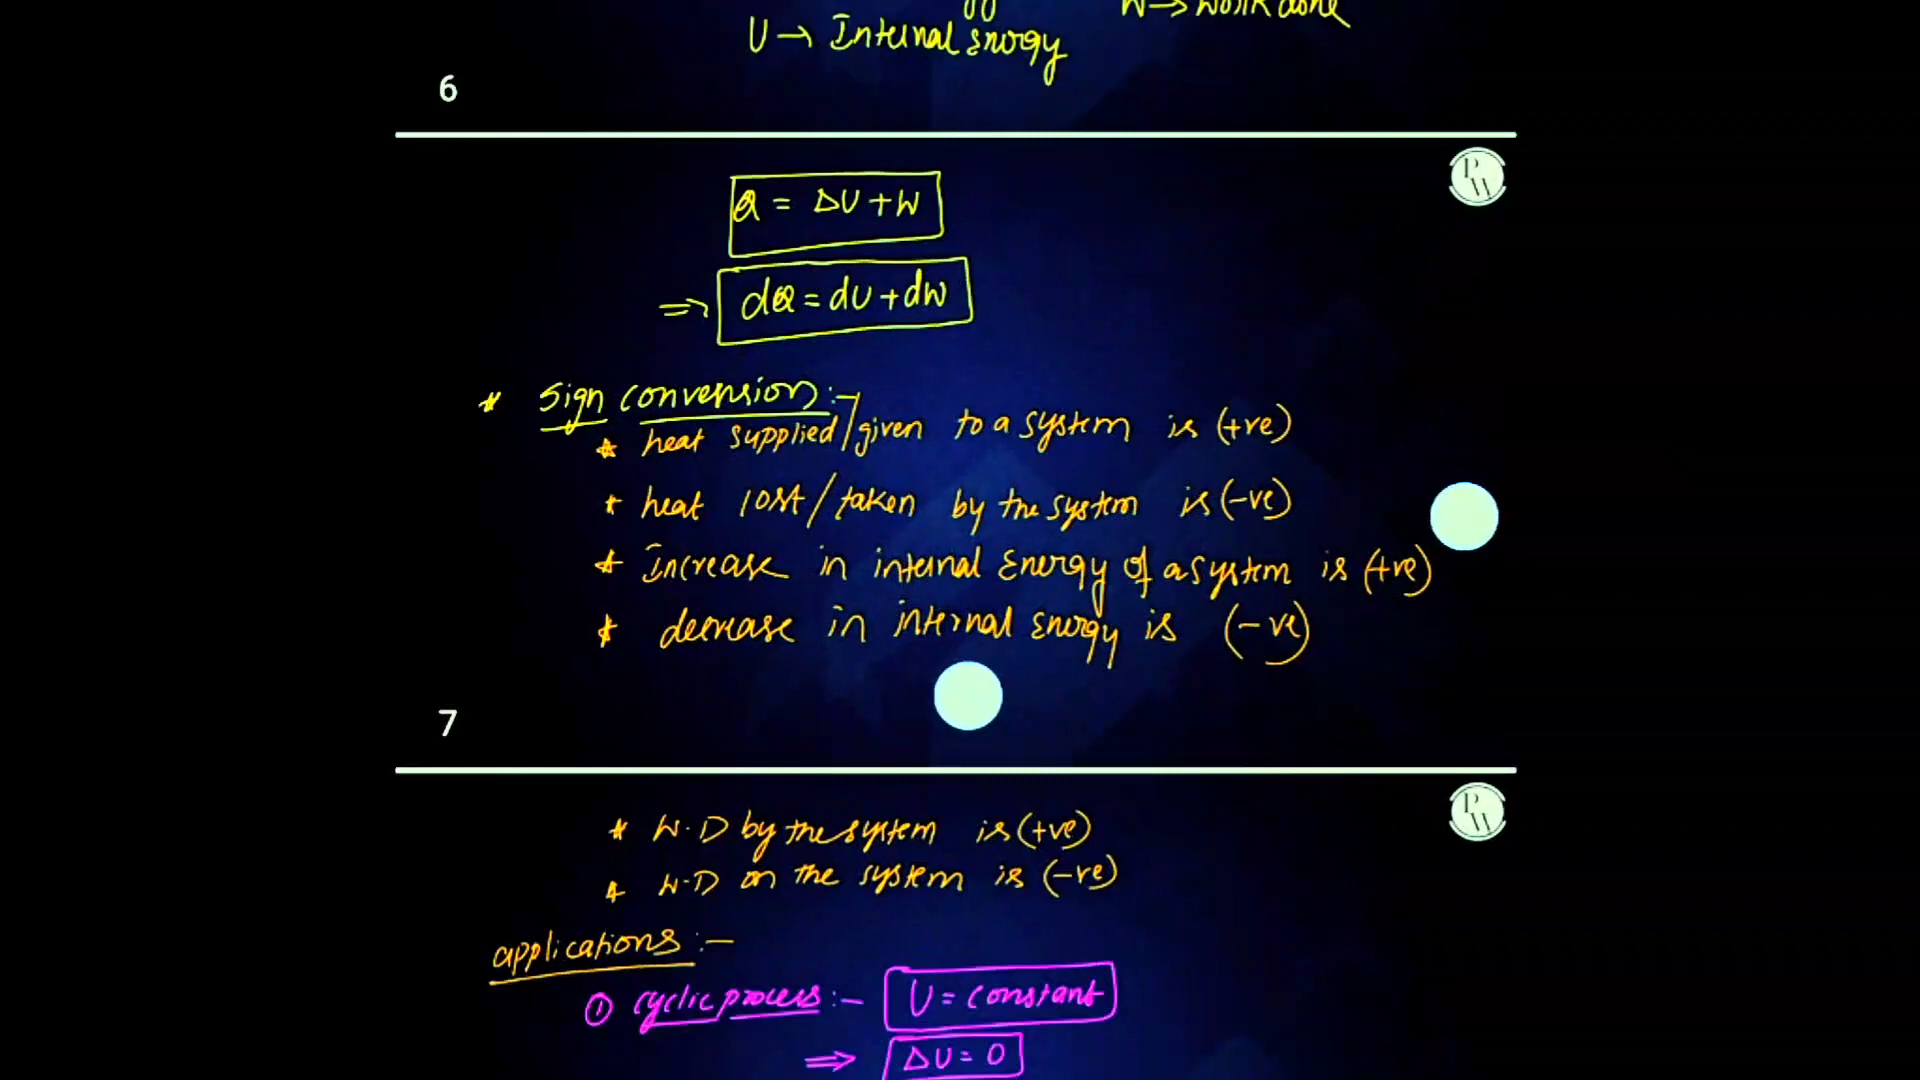 W → work done
U → Internal Energy
6
PW
Q = ΔU + W
⇒ dQ = dU + dW
* Sign conversion :-
* heat supplied/given to a system is (+ve)
* heat lost/taken by the system is (-ve)
* Increase in internal Energy of a system is (+ve)
* decrease in internal Energy is (-ve)
7
PW
* W.D by the system is (+ve)
* W.D on the system is (-ve)
applications :-
① cyclic process :- U = constant
⇒ ΔU = 0